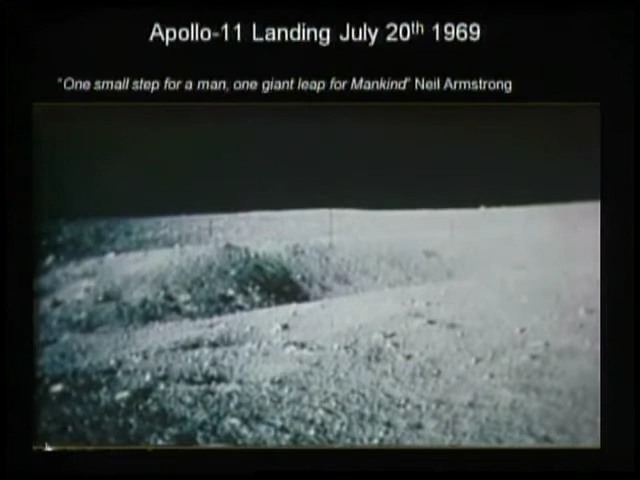 Apollo-11 Landing July 20th 1969
"One small step for a man, one giant leap for Mankind" Neil Armstrong